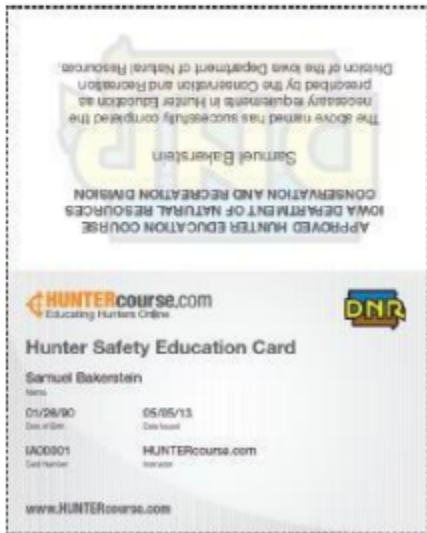 APPROVED HUNTER EDUCATION COURSE
IOWA DEPARTMENT OF NATURAL RESOURCES
CONSERVATION AND RECREATION DIVISION
Samuel Bakerstein
The above named has successfully completed the
necessary requirements in Hunter Education as
prescribed by the Conservation and Recreation
Division of the Iowa Department of Natural Resources.
DNR
HUNTERcourse.com
Educating Hunters Online
DNR
Hunter Safety Education Card
Samuel Bakerstein
Name
01/26/90 05/05/13
Date of Birth Date Issued
IA00001 HUNTERcourse.com
Card Number Instructor
www.HUNTERcourse.com